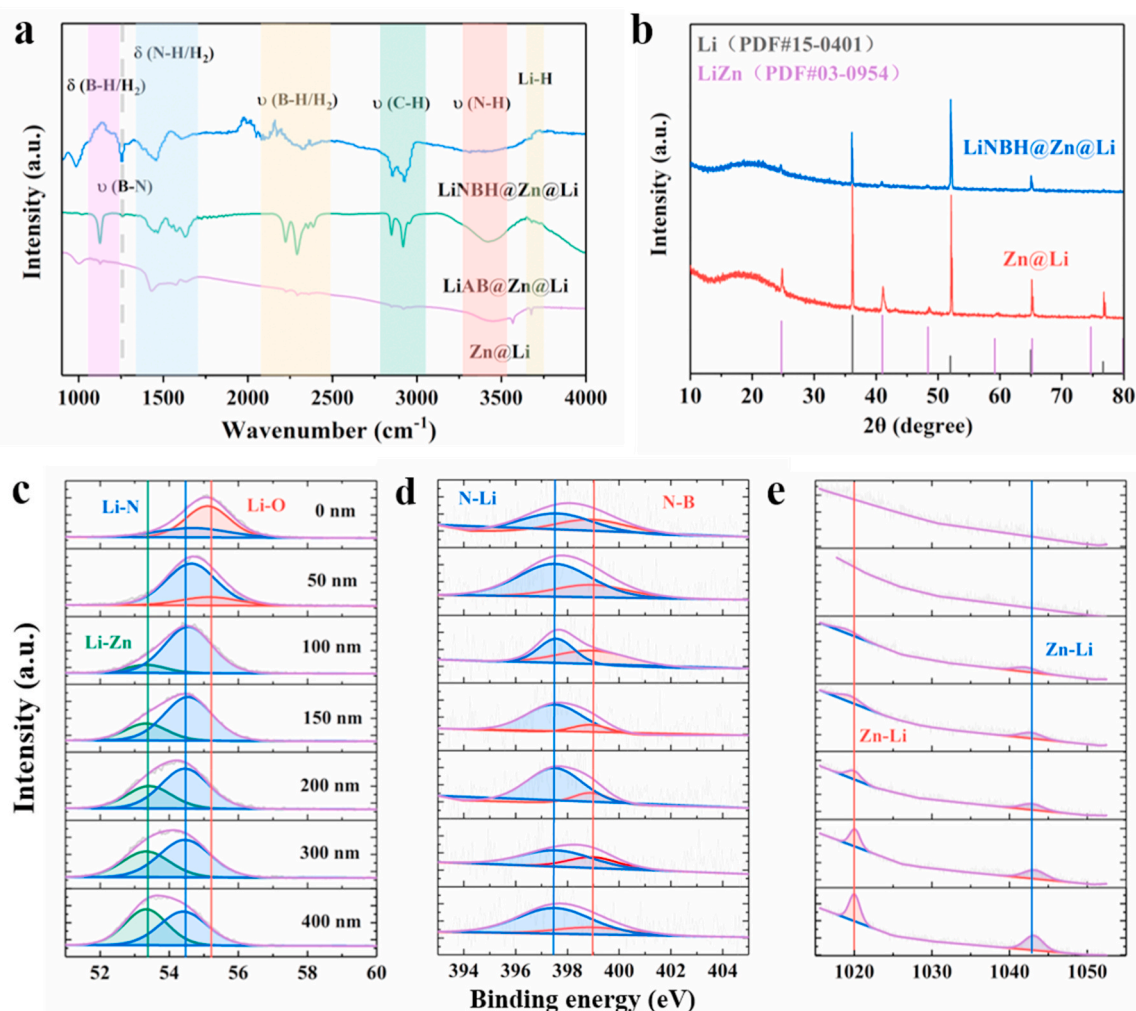 a
δ (N-H/H2)
δ (B-H/H2)
υ (B-H/H2)
υ (C-H)
υ (N-H)
Li-H
υ (B-N)
LiNBH@Zn@Li
LiAB@Zn@Li
Zn@Li
Intensity (a.u.)
1000 1500 2000 2500 3000 3500 4000
Wavenumber (cm-1)
b
Li（PDF#15-0401）
LiZn（PDF#03-0954）
LiNBH@Zn@Li
Zn@Li
Intensity (a.u.)
10 20 30 40 50 60 70 80
2θ (degree)
c
Li-N
Li-O
0 nm
50 nm
Li-Zn
100 nm
150 nm
200 nm
300 nm
400 nm
Intensity (a.u.)
52 54 56 58 60
d
N-Li
N-B
394 396 398 400 402 404
Binding energy (eV)
e
Zn-Li
Zn-Li
1020 1030 1040 1050